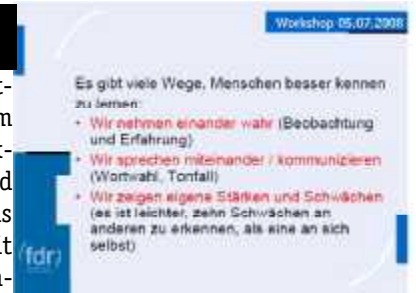 Workshop 05.07.2008
Es gibt viele Wege, Menschen besser kennen
zu lernen:
• Wir nehmen einander wahr (Beobachtung
und Erfahrung)
• Wir sprechen miteinander / kommunizieren
(Wortwahl, Tonfall)
• Wir zeigen eigene Stärken und Schwächen
(es ist leichter, zehn Schwächen an
anderen zu erkennen, als eine an sich
selbst)
(fdr)